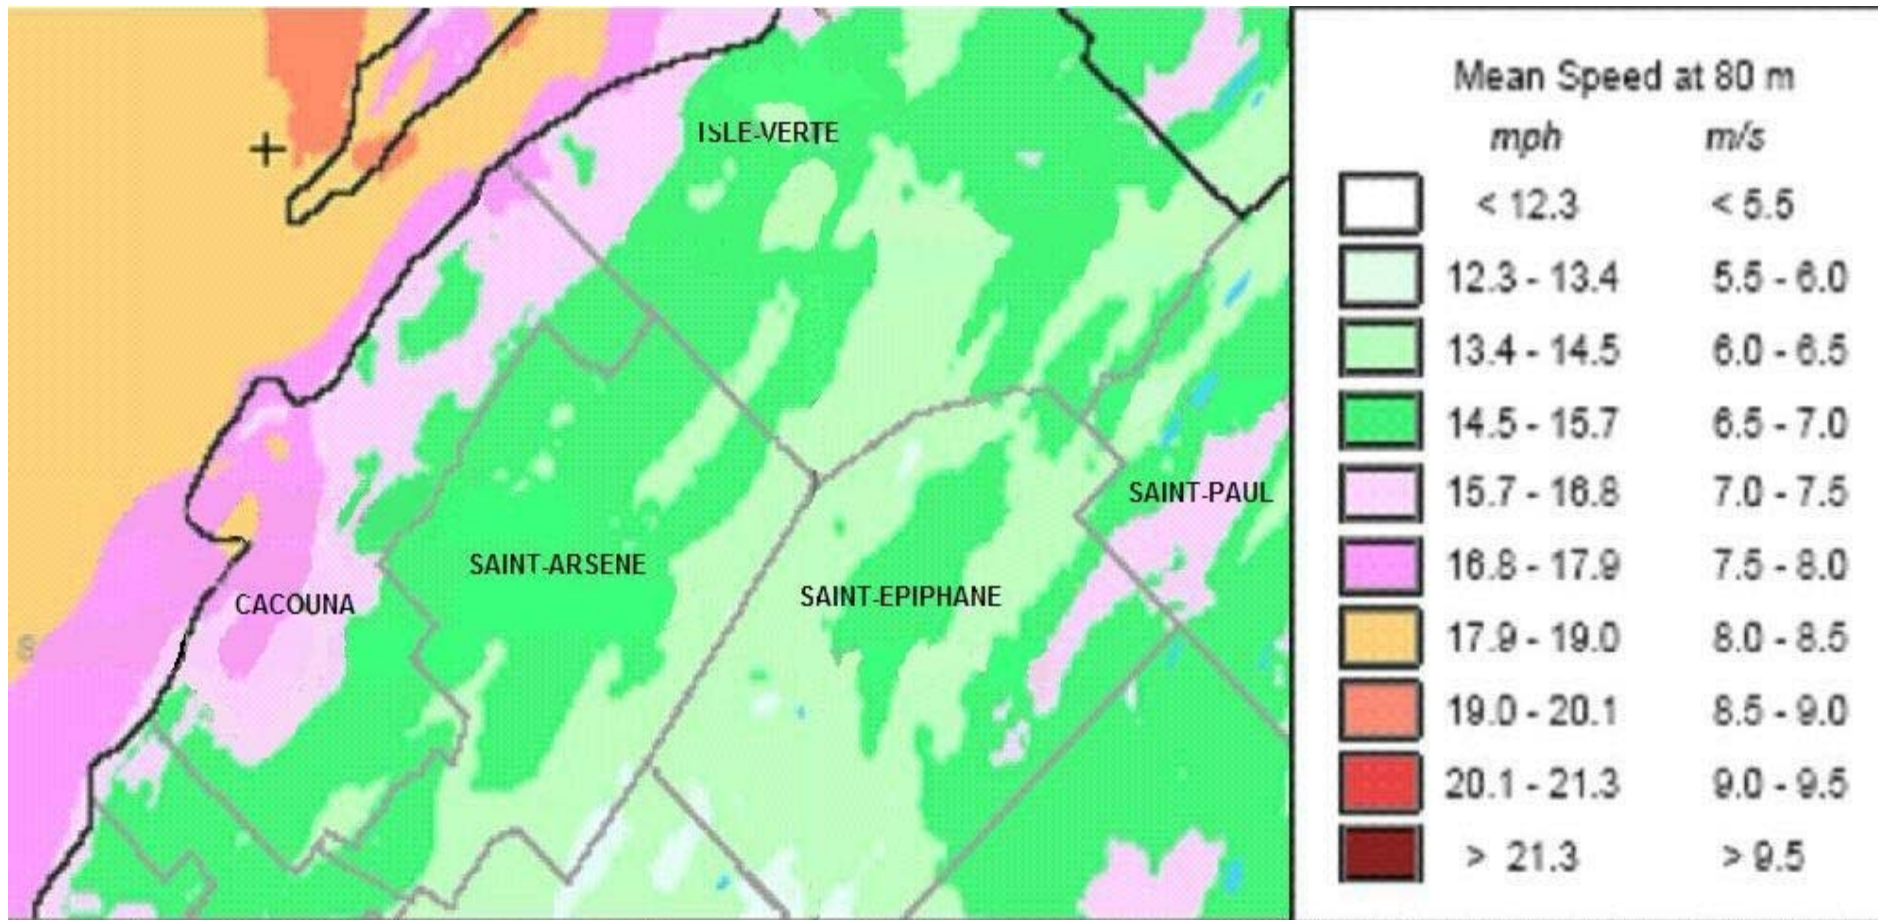 Mean Speed at 80 m
mph m/s
< 12.3 < 5.5
12.3 - 13.4 5.5 - 6.0
13.4 - 14.5 6.0 - 6.5
14.5 - 15.7 6.5 - 7.0
15.7 - 16.8 7.0 - 7.5
16.8 - 17.9 7.5 - 8.0
17.9 - 19.0 8.0 - 8.5
19.0 - 20.1 8.5 - 9.0
20.1 - 21.3 9.0 - 9.5
> 21.3 > 9.5
ISLE-VERTE
SAINT-PAUL
SAINT-ARSENE
SAINT-EPIPHANE
CACOUNA